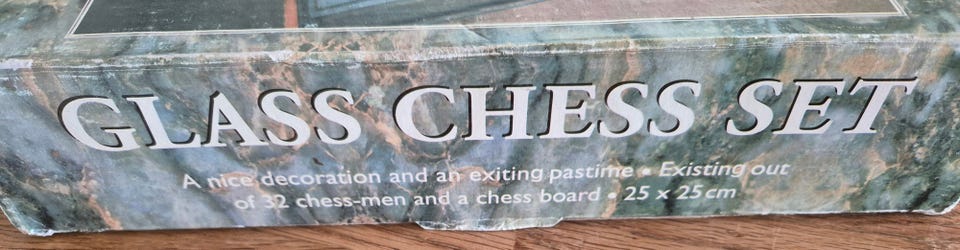 GLASS CHESS SET
A nice decoration and an exiting pastime • Existing out
of 32 chess-men and a chess board • 25 x 25 cm